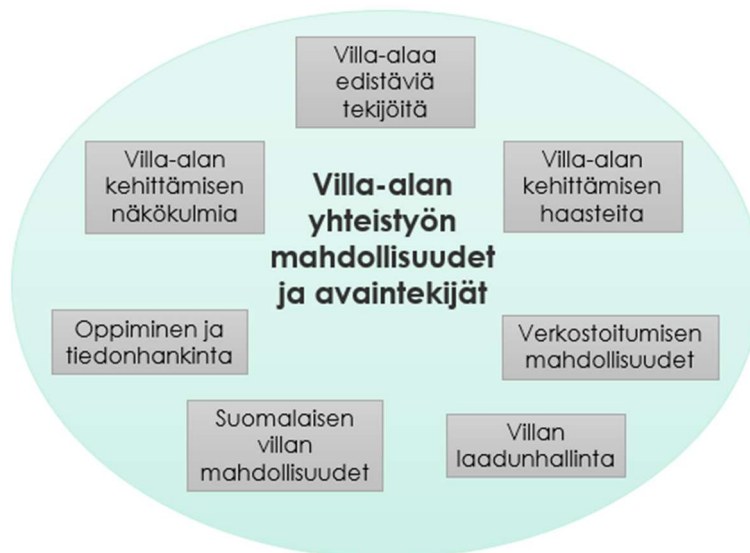 Villa-alaa
edistäviä
tekijöitä
Villa-alan
kehittämisen
näkökulmia
Villa-alan
yhteistyön
mahdollisuudet
ja avaintekijät
Villa-alan
kehittämisen
haasteita
Oppiminen ja
tiedonhankinta
Verkostoitumisen
mahdollisuudet
Suomalaisen
villan
mahdollisuudet
Villan
laadunhallinta